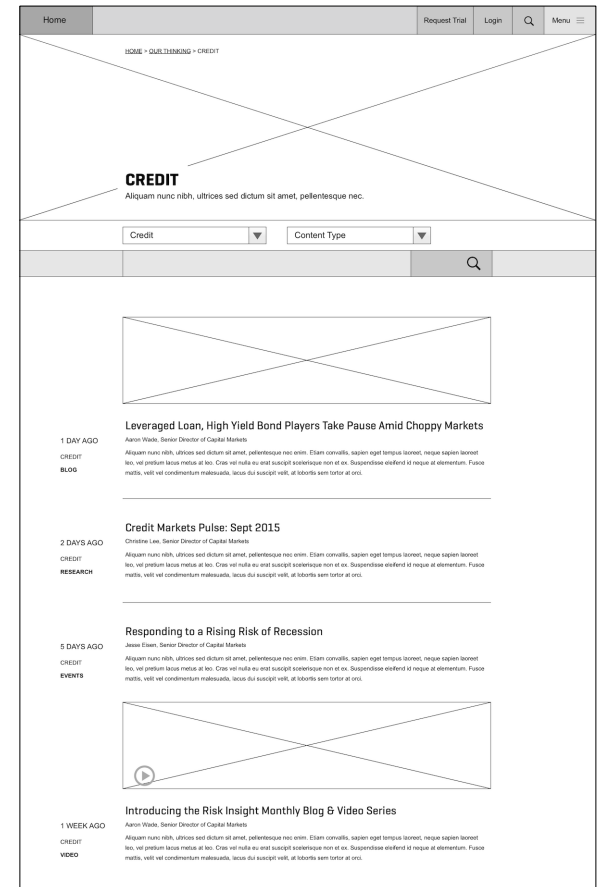 Home
Request Trial
Login
Menu
HOME > OUR THINKING > CREDIT
CREDIT
Aliquam nunc nibh, ultrices sed dictum sit amet, pellentesque nec.
Credit
Content Type
Leveraged Loan, High Yield Bond Players Take Pause Amid Choppy Markets
1 DAY AGO
Aaron Wade, Senior Director of Capital Markets
CREDIT
BLOG
Aliquam nunc nibh, ultrices sed dictum sit amet, pellentesque nec enim. Etiam convallis, sapien eget tempus laoreet, neque sapien laoreet
leo, vel pretium lacus metus at leo. Cras vel nulla eu erat suscipit scelerisque non et ex. Suspendisse eleifend id neque at elementum. Fusce
mattis, velit vel condimentum malesuada, lacus dui suscipit velit, at lobortis sem tortor at orci.
Credit Markets Pulse: Sept 2015
2 DAYS AGO
Christine Lee, Senior Director of Capital Markets
CREDIT
RESEARCH
Aliquam nunc nibh, ultrices sed dictum sit amet, pellentesque nec enim. Etiam convallis, sapien eget tempus laoreet, neque sapien laoreet
leo, vel pretium lacus metus at leo. Cras vel nulla eu erat suscipit scelerisque non et ex. Suspendisse eleifend id neque at elementum. Fusce
mattis, velit vel condimentum malesuada, lacus dui suscipit velit, at lobortis sem tortor at orci.
Responding to a Rising Risk of Recession
5 DAYS AGO
Jesse Eisen, Senior Director of Capital Markets
CREDIT
EVENTS
Aliquam nunc nibh, ultrices sed dictum sit amet, pellentesque nec enim. Etiam convallis, sapien eget tempus laoreet, neque sapien laoreet
leo, vel pretium lacus metus at leo. Cras vel nulla eu erat suscipit scelerisque non et ex. Suspendisse eleifend id neque at elementum. Fusce
mattis, velit vel condimentum malesuada, lacus dui suscipit velit, at lobortis sem tortor at orci.
Introducing the Risk Insight Monthly Blog & Video Series
1 WEEK AGO
Aaron Wade, Senior Director of Capital Markets
CREDIT
VIDEO
Aliquam nunc nibh, ultrices sed dictum sit amet, pellentesque nec enim. Etiam convallis, sapien eget tempus laoreet, neque sapien laoreet
leo, vel pretium lacus metus at leo. Cras vel nulla eu erat suscipit scelerisque non et ex. Suspendisse eleifend id neque at elementum. Fusce
mattis, velit vel condimentum malesuada, lacus dui suscipit velit, at lobortis sem tortor at orci.